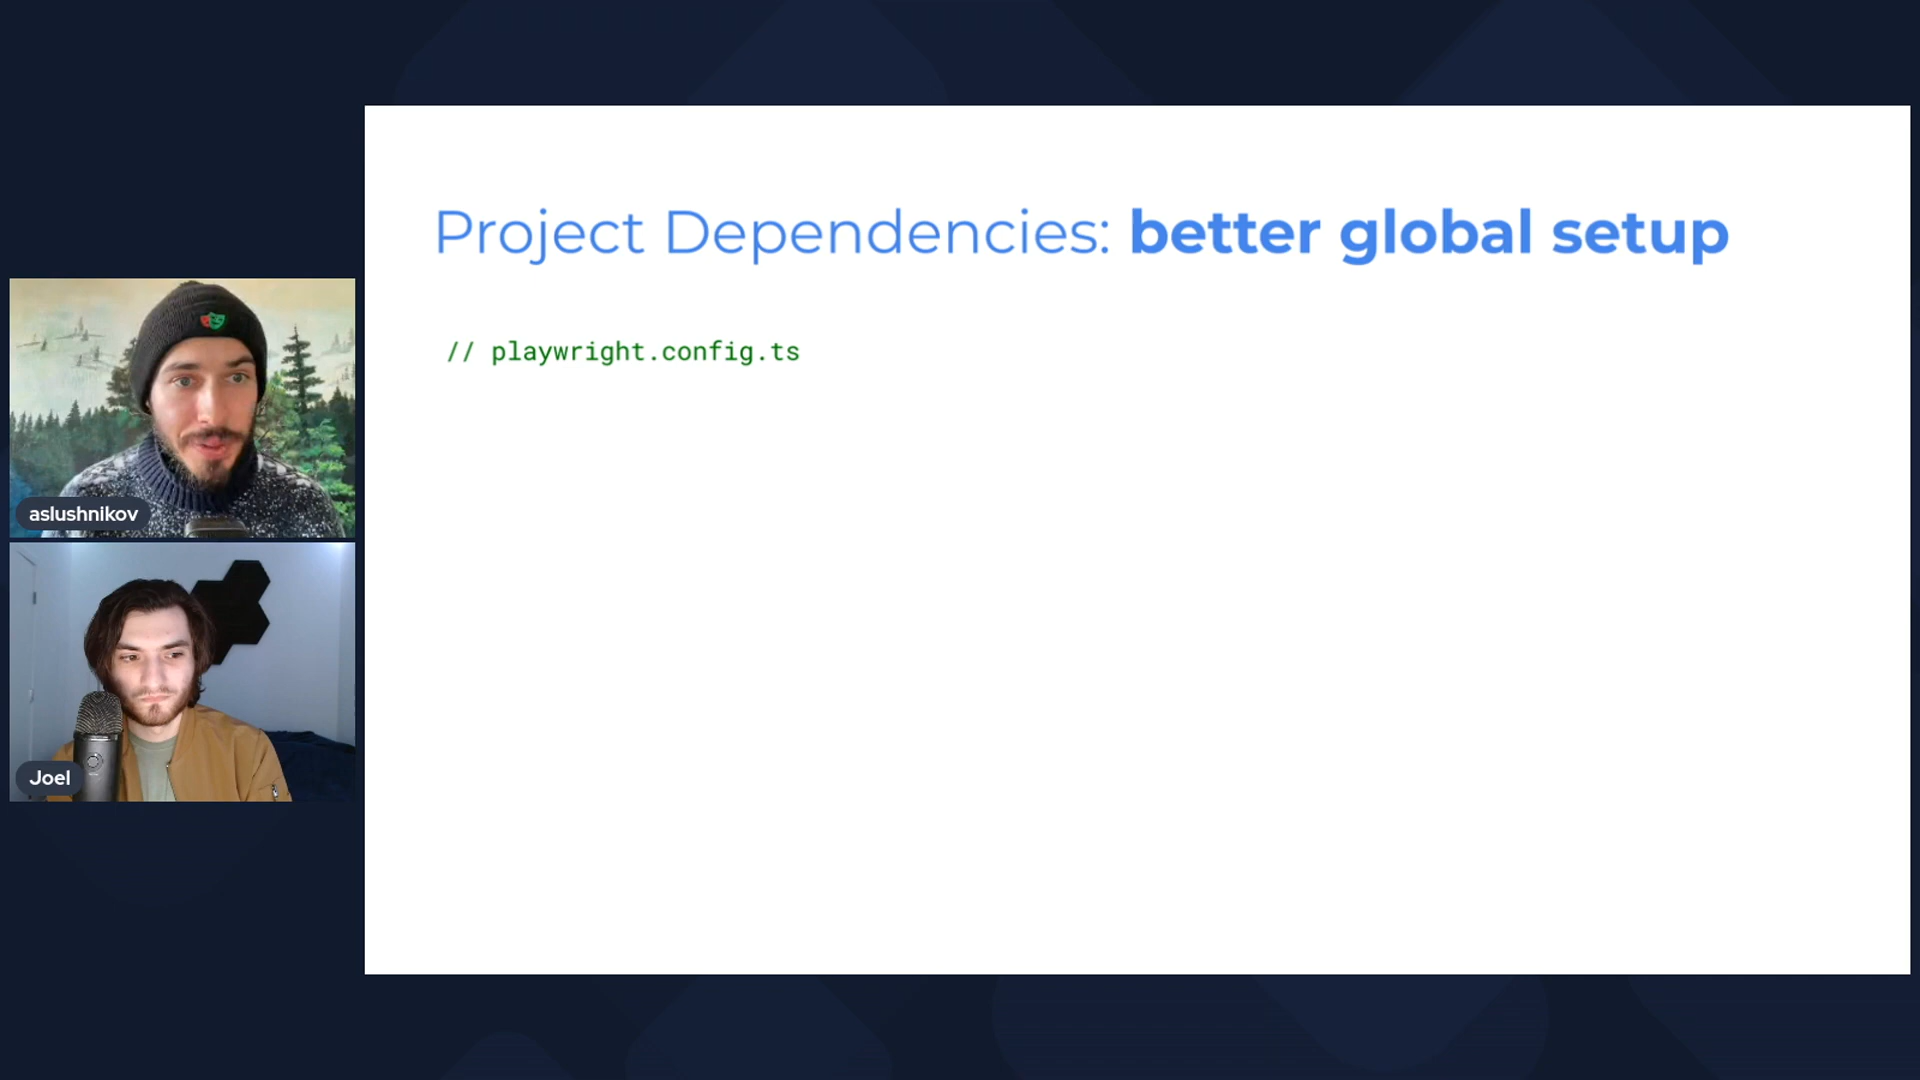 Project Dependencies: better global setup
// playwright.config.ts
aslushnikov
Joel